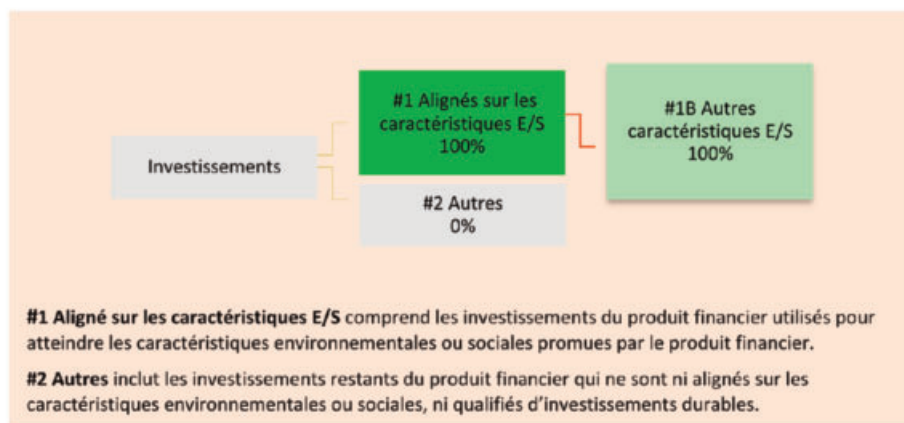 #1 Alignés sur les
caractéristiques E/S
100%
#1B Autres
caractéristiques E/S
100%
Investissements
#2 Autres
0%
#1 Aligné sur les caractéristiques E/S comprend les investissements du produit financier utilisés pour
atteindre les caractéristiques environnementales ou sociales promues par le produit financier.
#2 Autres inclut les investissements restants du produit financier qui ne sont ni alignés sur les
caractéristiques environnementales ou sociales, ni qualifiés d'investissements durables.